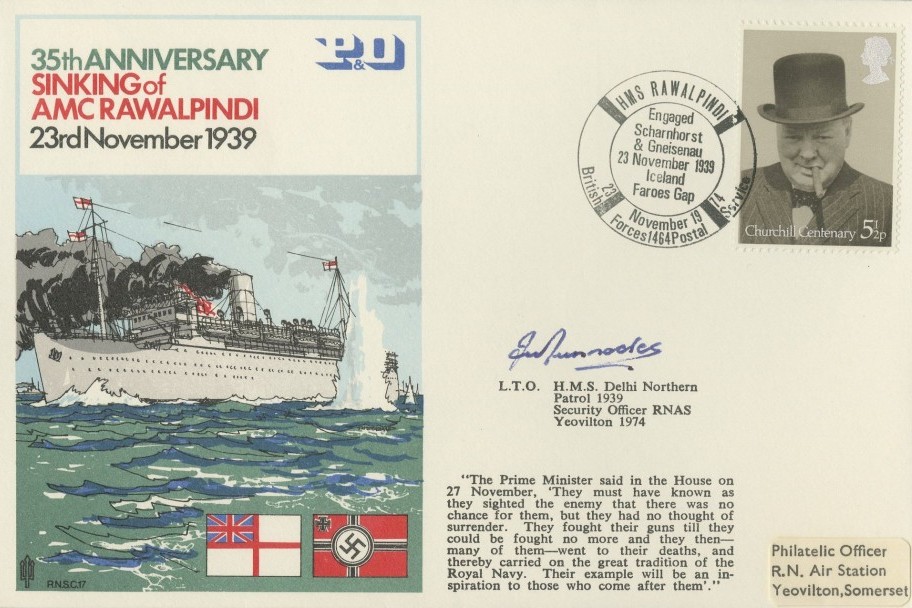 35th ANNIVERSARY
SINKING of
AMC RAWALPINDI
23rd November 1939
P&O
HMS RAWALPINDI
Engaged
Scharnhorst
& Gneisenau
23 November 1939
Iceland
Faroes Gap
23 November 19 74
British Forces 1464 Postal Service
Churchill Centenary 5½p
L.T.O. H.M.S. Delhi Northern
Patrol 1939
Security Officer RNAS
Yeovilton 1974
"The Prime Minister said in the House on
27 November, 'They must have known as
they sighted the enemy that there was no
chance for them, but they had no thought of
surrender. They fought their guns till they
could be fought no more and they then—
many of them—went to their deaths, and
thereby carried on the great tradition of the
Royal Navy. Their example will be an in-
spiration to those who come after them'."
Philatelic Officer
R.N. Air Station
Yeovilton, Somerset
R.N.S.C.17